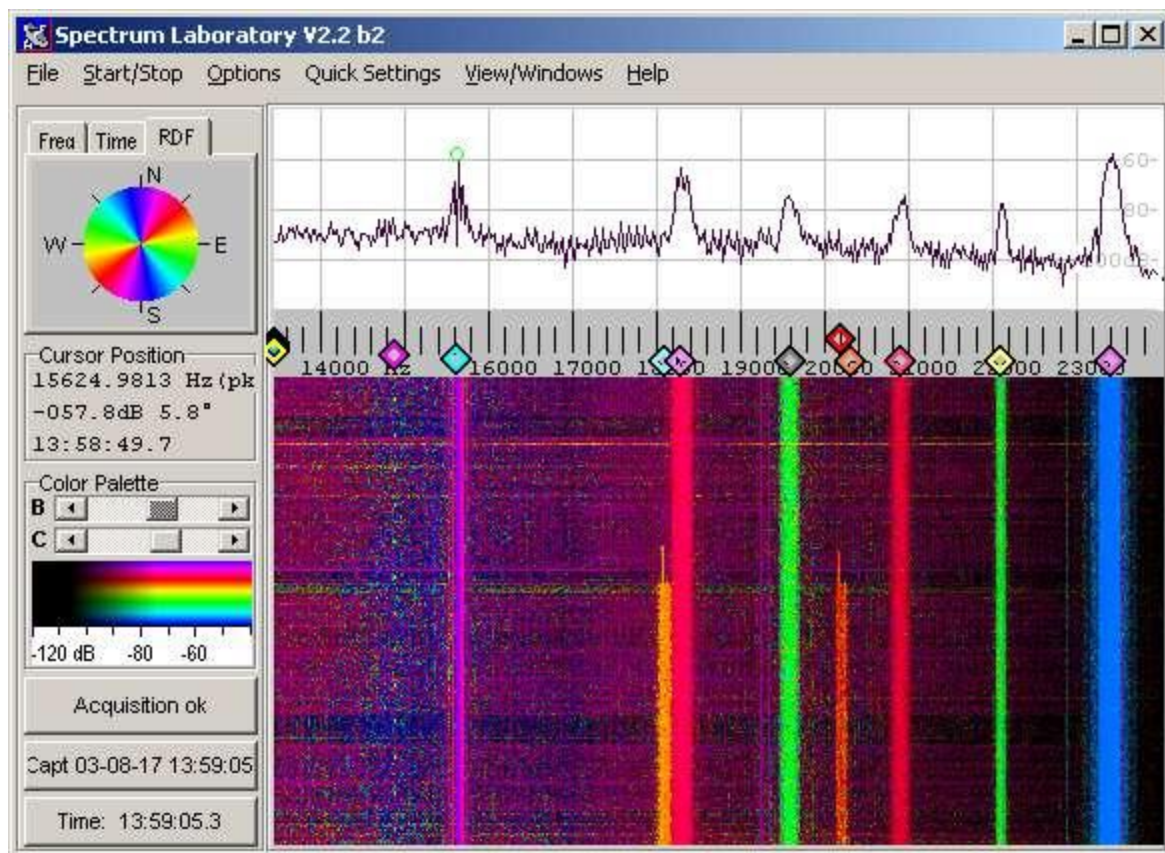 Spectrum Laboratory V2.2 b2
File Start/Stop Options Quick Settings View/Windows Help
Freq Time RDF
N
W E
S
Cursor Position
15624.9813 Hz (pk
-057.8dB 5.8°
13:58:49.7
Color Palette
B
C
-120 dB -80 -60
Acquisition ok
Capt 03-08-17 13:59:05
Time: 13:59:05.3
-60-
-80-
00dB-
14000 Hz 16000 17000 19000